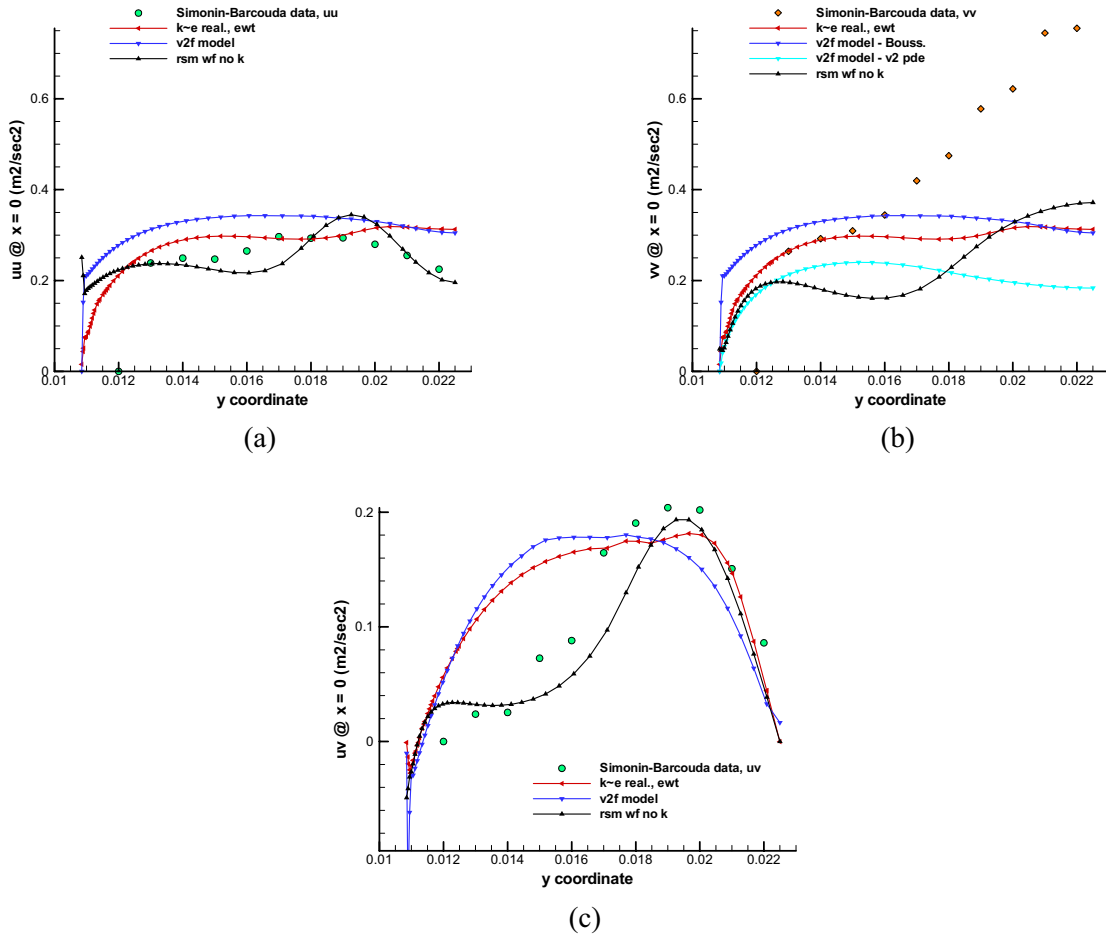 Simonin-Barcouda data, uu
k~e real., ewt
v2f model
rsm wf no k
uu @ x = 0 (m2/sec2)
0.6
0.4
0.2
0
0.01
0.012
0.014
0.016
0.018
0.02
0.022
y coordinate
(a)
Simonin-Barcouda data, vv
k~e real., ewt
v2f model - Bouss.
v2f model - v2 pde
rsm wf no k
vv @ x = 0 (m2/sec2)
0.6
0.4
0.2
0
0.01
0.012
0.014
0.016
0.018
0.02
0.022
y coordinate
(b)
uv @ x = 0 (m2/sec2)
0.2
0.1
0
Simonin-Barcouda data, uv
k~e real., ewt
v2f model
rsm wf no k
0.01
0.012
0.014
0.016
0.018
0.02
0.022
y coordinate
(c)